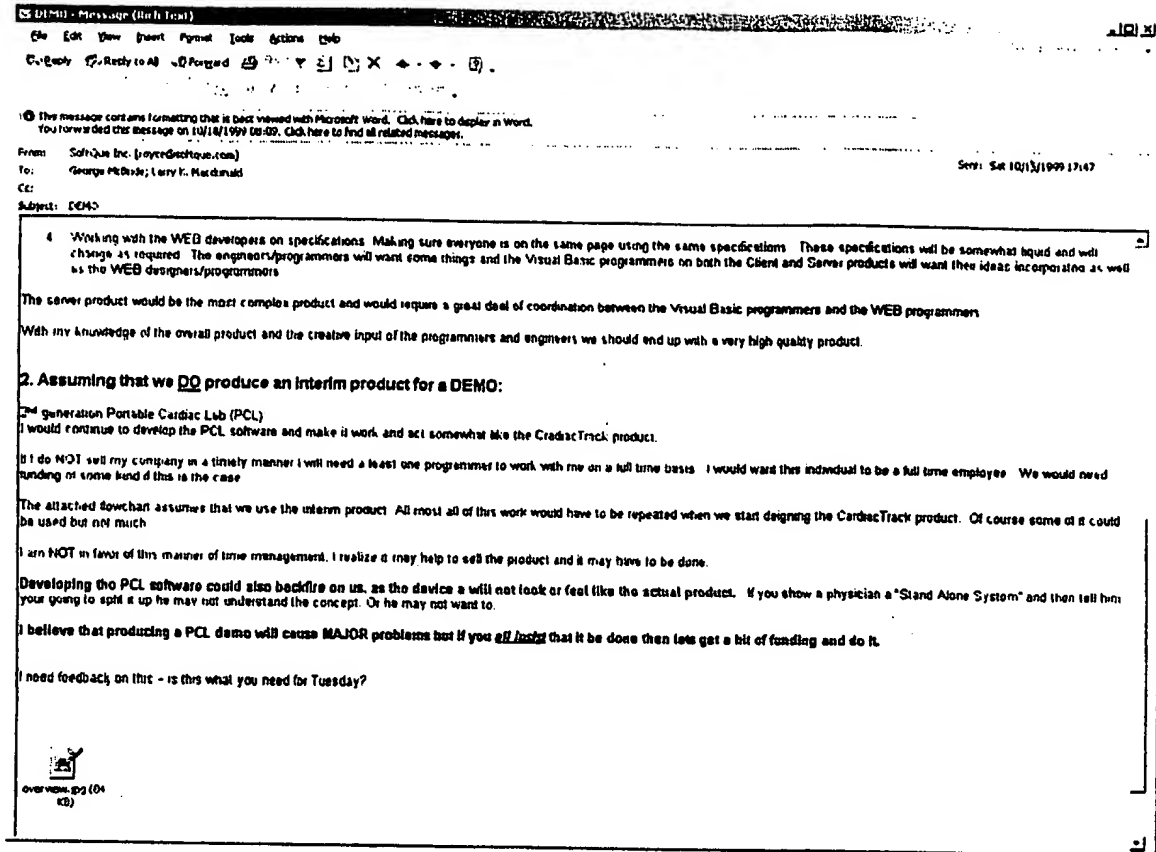 DEMO - Message (Rich Text)
File Edit View Insert Format Tools Actions Help
Reply Reply to All Forward
This message contains formatting that is best viewed with Microsoft Word. Click here to display in Word.
You forwarded this message on 10/18/1999 08:09. Click here to find all related messages.
From: Softque Inc. [royce@softque.com]
Sent: Sat 10/ /1999 17:47
To: George McBride; Larry K. Macdonald
Cc:
Subject: DEMO
4 Working with the WEB developers on specifications Making sure everyone is on the same page using the same specifications These specifications will be somewhat liquid and will
change as required The engineers/programmers will want some things and the Visual Basic programmers on both the Client and Server products will want their ideas incorporated as well
as the WEB designers/programmers
The server product would be the most complex product and would require a great deal of coordination between the Visual Basic programmers and the WEB programmers
With my knowledge of the overall product and the creative input of the programmers and engineers we should end up with a very high quality product.
2. Assuming that we DO produce an interim product for a DEMO:
2nd generation Portable Cardiac Lab (PCL)
I would continue to develop the PCL software and make it work and act somewhat like the CradiacTrack product.
If I do NOT sell my company in a timely manner I will need a least one programmer to work with me on a full time basis I would want this individual to be a full time employee We would need
funding of some kind if this is the case
The attached flowchart assumes that we use the interim product All most all of this work would have to be repeated when we start deigning the CardiacTrack product. Of course some of it could
be used but not much
I am NOT in favor of this manner of time management. I realize it may help to sell the product and it may have to be done.
Developing the PCL software could also backfire on us, as the device a will not look or feel like the actual product. If you show a physician a "Stand Alone System" and then tell him
your going to split it up he may not understand the concept. Or he may not want to.
I believe that producing a PCL demo will cause MAJOR problems but if you all insist that it be done then lets get a bit of funding and do it.
I need feedback on this - is this what you need for Tuesday?
overview.jpg (
KB)